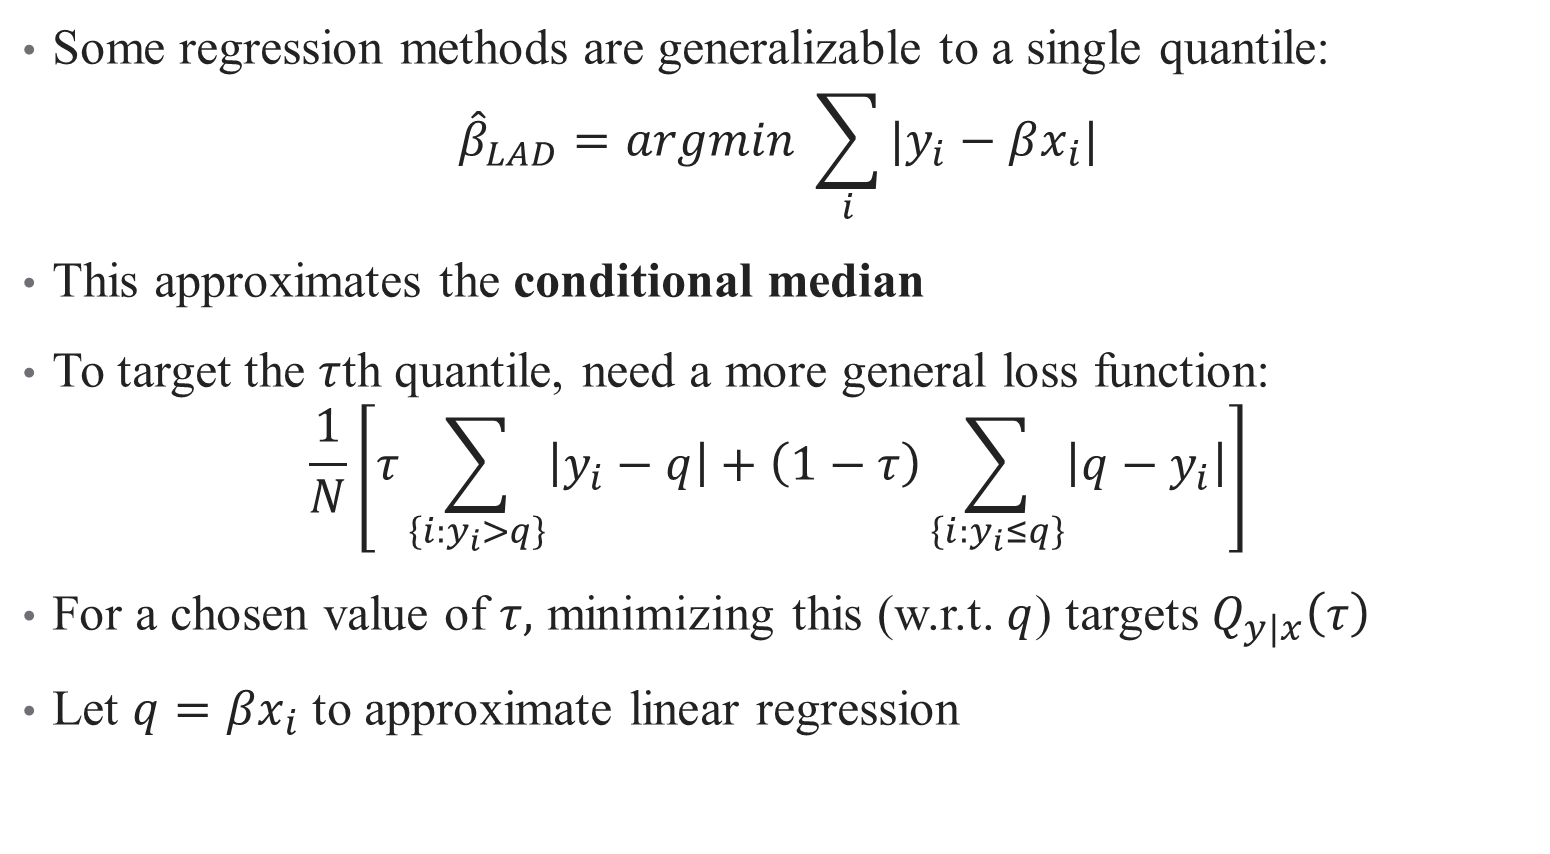 • Some regression methods are generalizable to a single quantile:
β̂_LAD = argmin ∑_i |y_i − βx_i|
• This approximates the conditional median
• To target the τth quantile, need a more general loss function:
1/N [τ ∑_{i:y_i>q} |y_i − q| + (1 − τ) ∑_{i:y_i≤q} |q − y_i|]
• For a chosen value of τ, minimizing this (w.r.t. q) targets Q_{y|x}(τ)
• Let q = βx_i to approximate linear regression